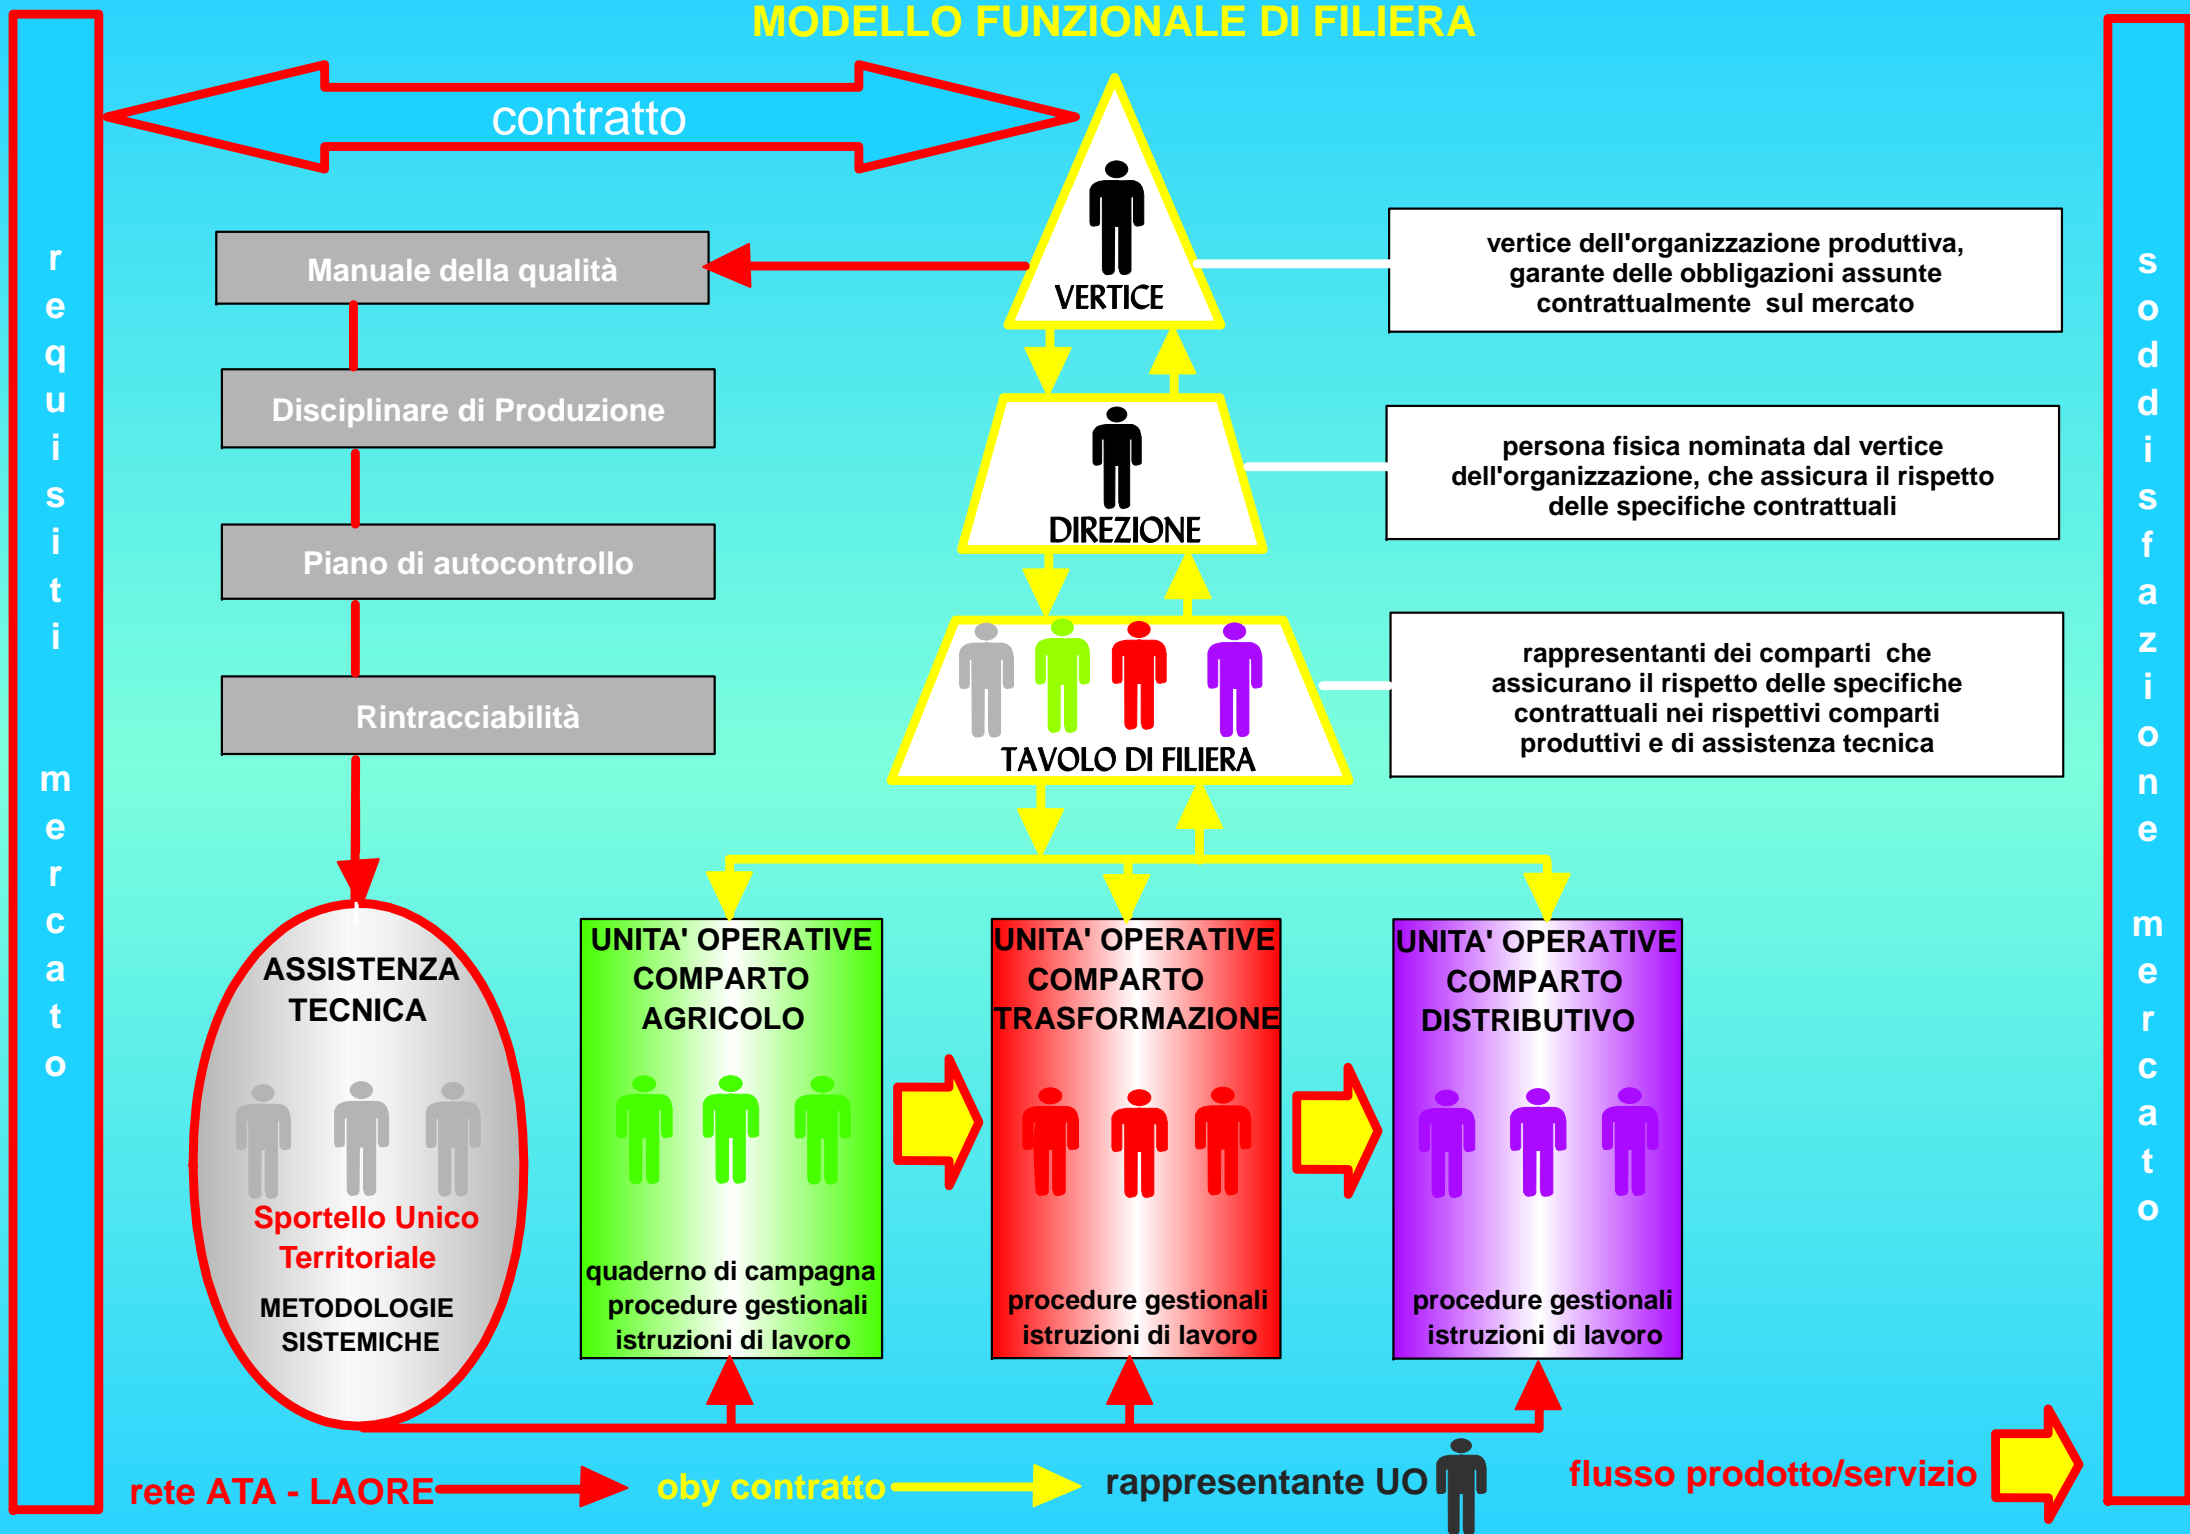 MODELLO FUNZIONALE DI FILIERA
contratto
requisiti mercato
soddisfazione mercato
VERTICE
vertice dell'organizzazione produttiva,
garante delle obbligazioni assunte
contrattualmente sul mercato
Manuale della qualità
Disciplinare di Produzione
DIREZIONE
persona fisica nominata dal vertice
dell'organizzazione, che assicura il rispetto
delle specifiche contrattuali
Piano di autocontrollo
Rintracciabilità
TAVOLO DI FILIERA
rappresentanti dei comparti che
assicurano il rispetto delle specifiche
contrattuali nei rispettivi comparti
produttivi e di assistenza tecnica
ASSISTENZA
TECNICA
Sportello Unico
Territoriale
METODOLOGIE
SISTEMICHE
UNITA' OPERATIVE
COMPARTO
AGRICOLO
quaderno di campagna
procedure gestionali
istruzioni di lavoro
UNITA' OPERATIVE
COMPARTO
TRASFORMAZIONE
procedure gestionali
istruzioni di lavoro
UNITA' OPERATIVE
COMPARTO
DISTRIBUTIVO
procedure gestionali
istruzioni di lavoro
rete ATA - LAORE
oby contratto
rappresentante UO
flusso prodotto/servizio